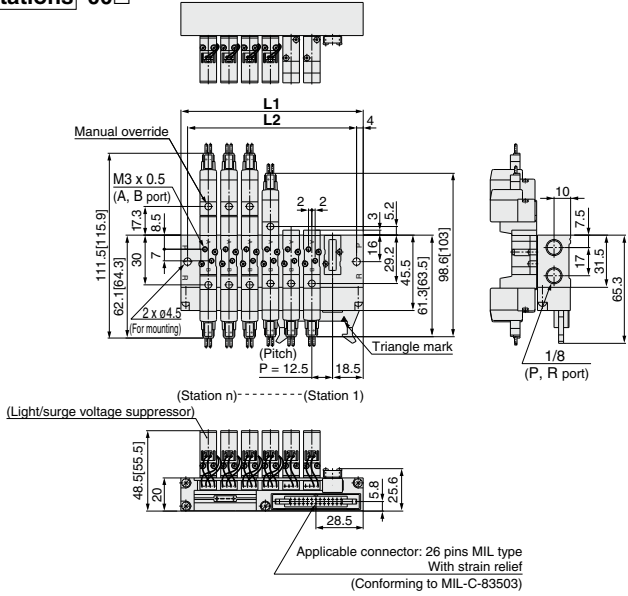 L1
L2
4
Manual override
M3 x 0.5
(A, B port)
111.5[115.9]
17.3
8.5
30
7
62.1[64.3]
2 x ø4.5
(For mounting)
2
2
3
5.2
16
29.2
45.5
61.3[63.5]
98.6[103]
P
R
P
R
(Pitch)
P = 12.5
18.5
Triangle mark
10
7.5
17
31.5
65.3
1/8
(P, R port)
(Station n)--------(Station 1)
(Light/surge voltage suppressor)
48.5[55.5]
20
5.8
25.6
28.5
Applicable connector: 26 pins MIL type
With strain relief
(Conforming to MIL-C-83503)